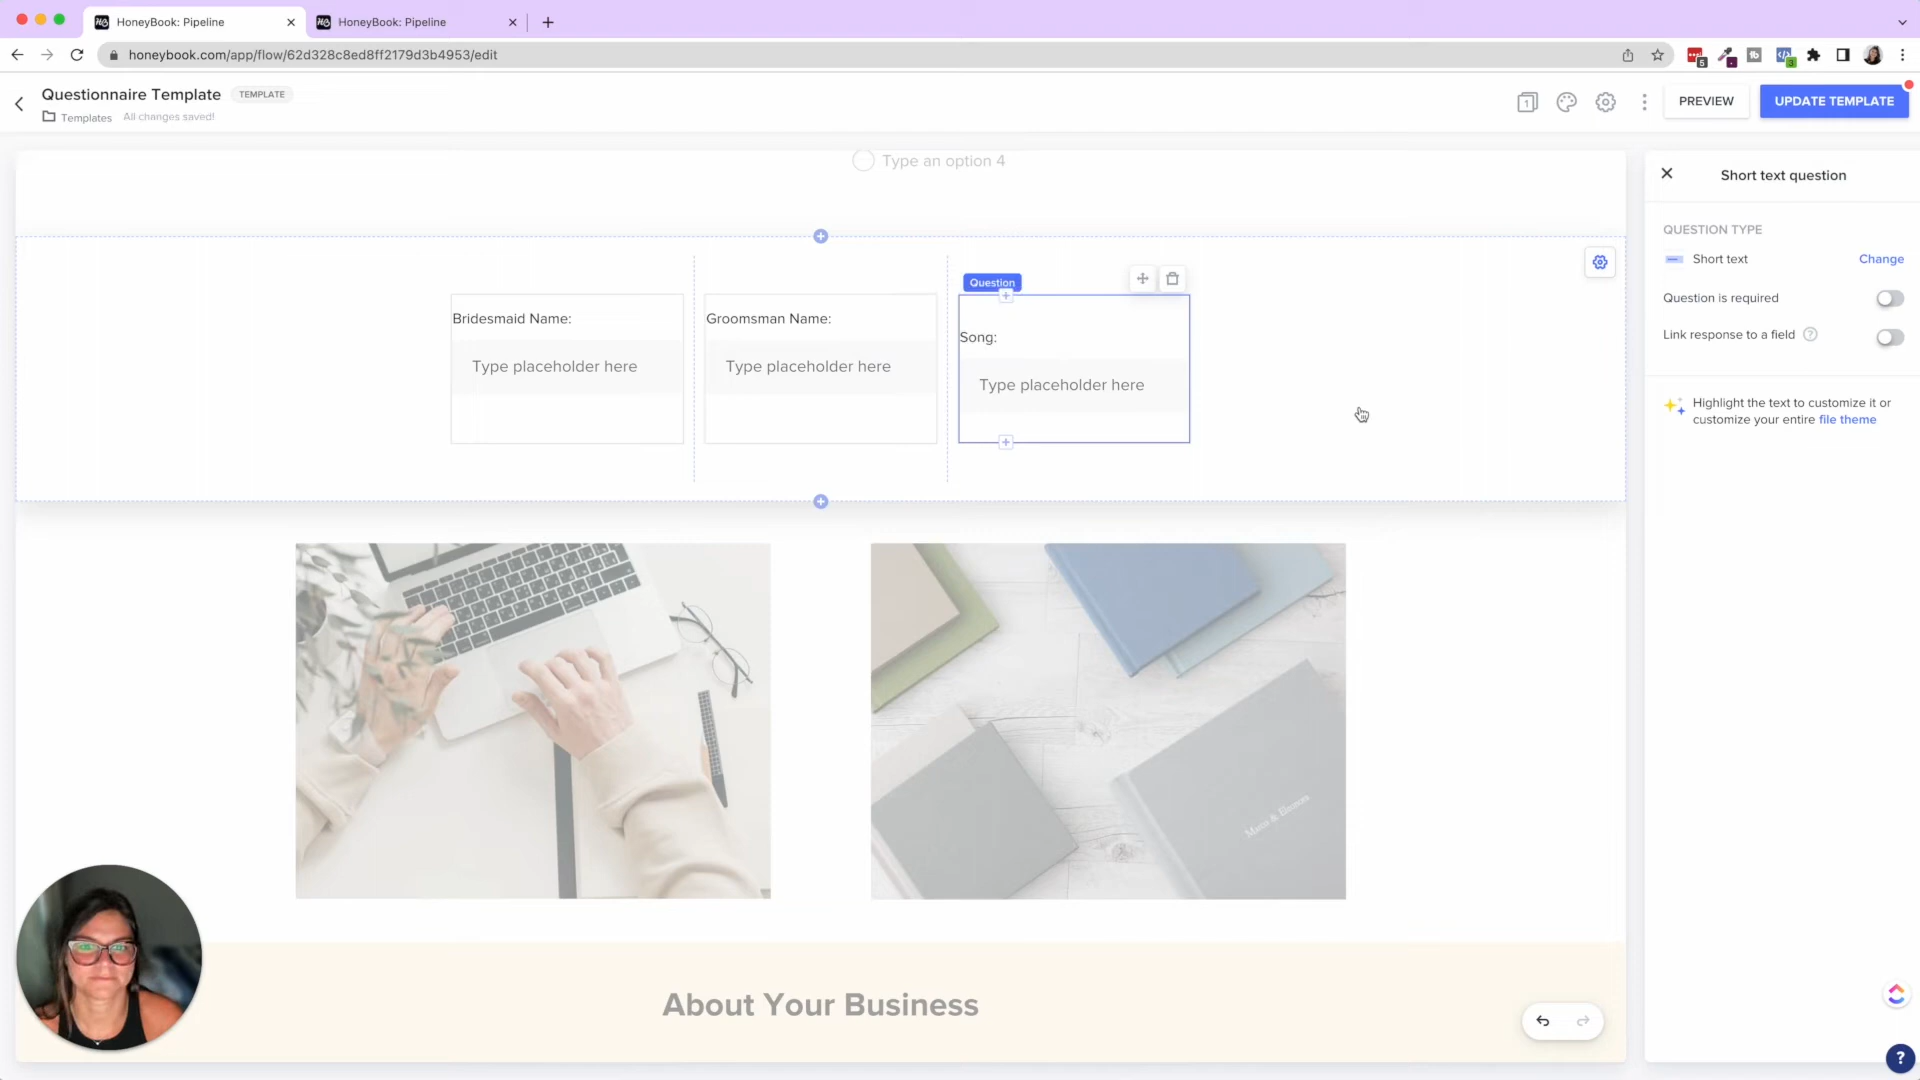 HoneyBook: Pipeline
HoneyBook: Pipeline
honeybook.com/app/flow/62d328c8ed8ff2179d3b4953/edit
5
3
Questionnaire Template
TEMPLATE
Templates
All changes saved!
1
PREVIEW
UPDATE TEMPLATE
Type an option 4
Question
Bridesmaid Name:
Type placeholder here
Groomsman Name:
Type placeholder here
Song:
Type placeholder here
Short text question
QUESTION TYPE
Short text
Change
Question is required
Link response to a field
?
Highlight the text to customize it or
customize your entire file theme
About Your Business
?